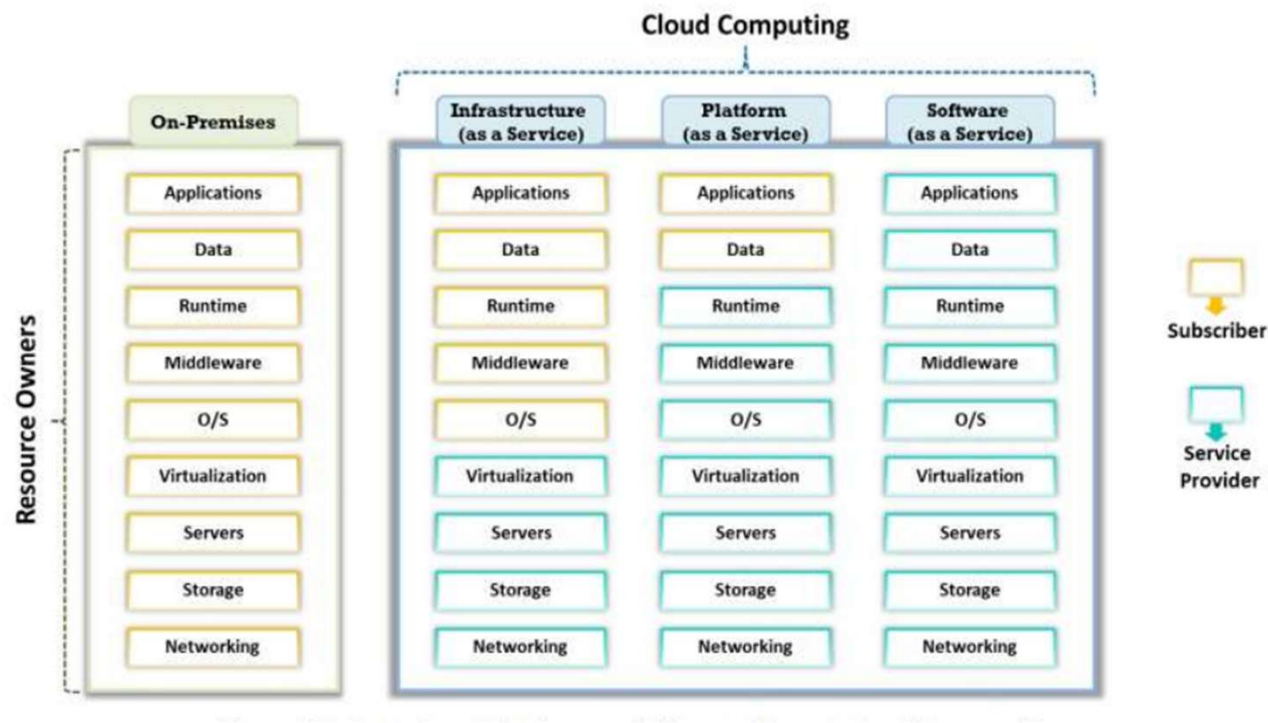 Cloud Computing
On-Premises
Infrastructure
(as a Service)
Platform
(as a Service)
Software
(as a Service)
Resource Owners
Applications
Data
Runtime
Middleware
O/S
Virtualization
Servers
Storage
Networking
Applications
Data
Runtime
Middleware
O/S
Virtualization
Servers
Storage
Networking
Applications
Data
Runtime
Middleware
O/S
Virtualization
Servers
Storage
Networking
Applications
Data
Runtime
Middleware
O/S
Virtualization
Servers
Storage
Networking
Subscriber
Service
Provider